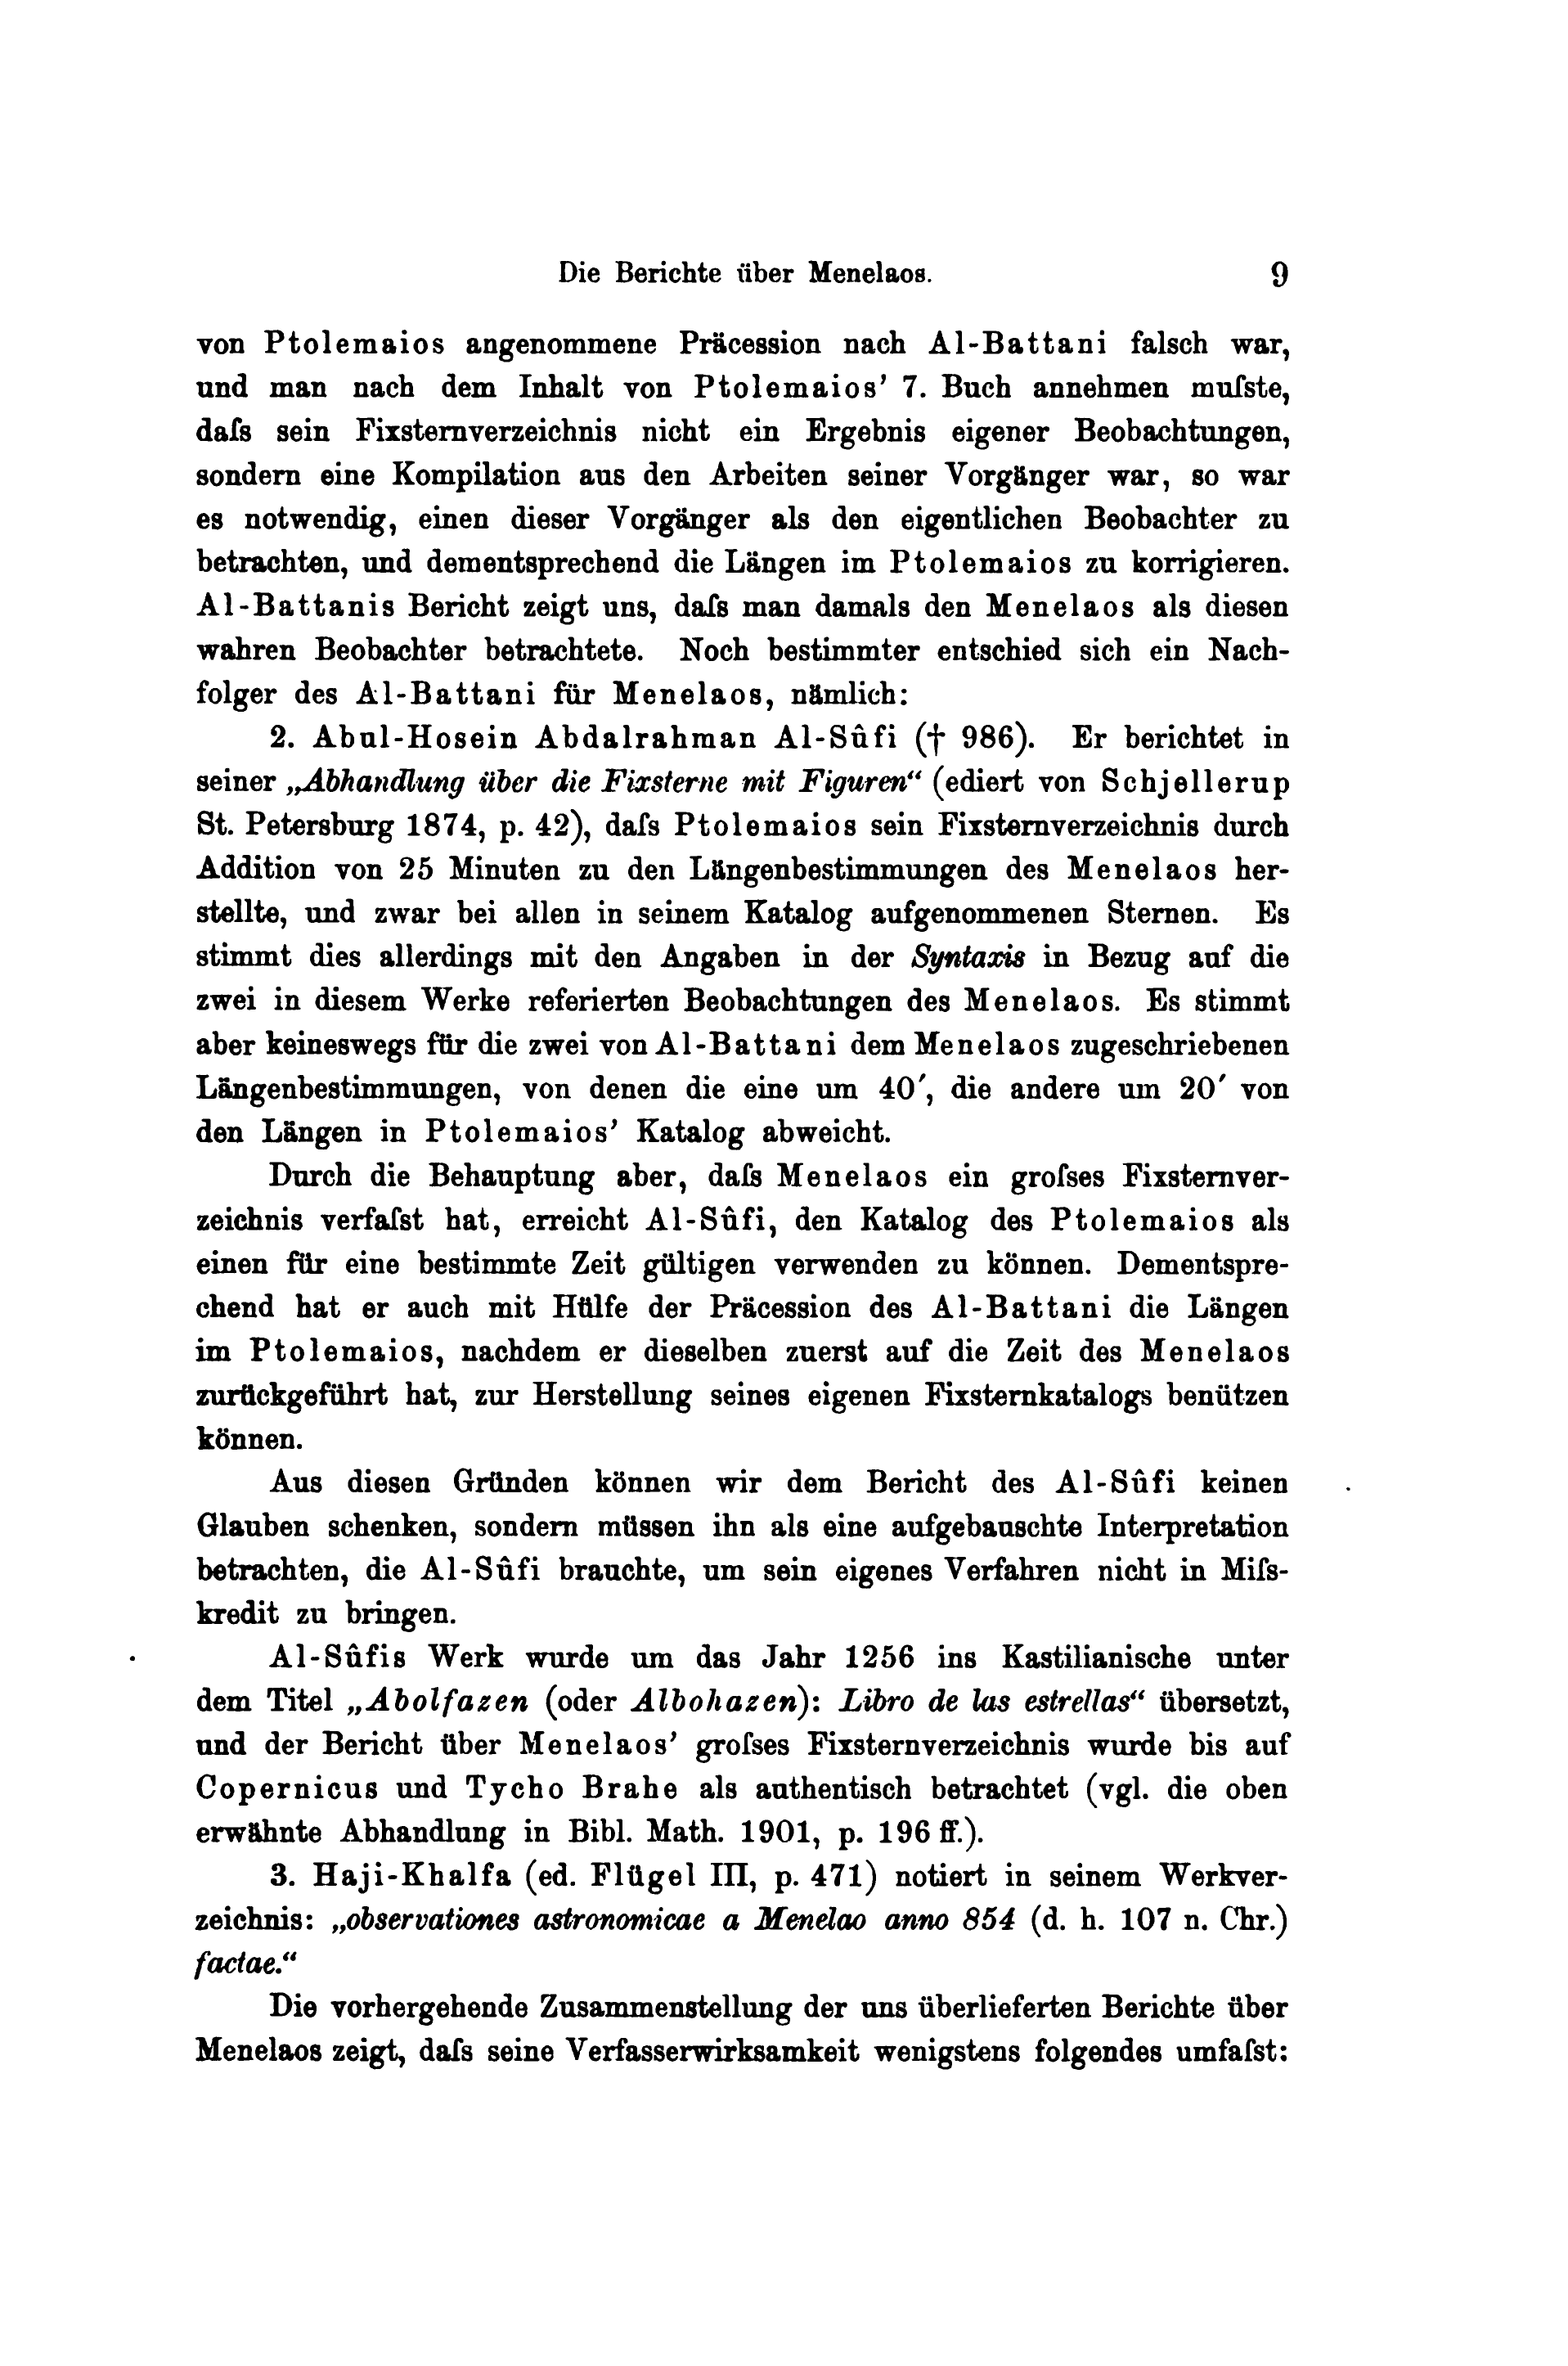 Die Berichte über Menelaos. 9
von Ptolemaios angenommene Präcession nach Al-Battani falsch war,
und man nach dem Inhalt von Ptolemaios’ 7. Buch annehmen muſste,
daſs sein Fixsternverzeichnis nicht ein Ergebnis eigener Beobachtungen,
sondern eine Kompilation aus den Arbeiten seiner Vorgänger war, so war
es notwendig, einen dieser Vorgänger als den eigentlichen Beobachter zu
betrachten, und dementsprechend die Längen im Ptolemaios zu korrigieren.
Al-Battanis Bericht zeigt uns, daſs man damals den Menelaos als diesen
wahren Beobachter betrachtete. Noch bestimmter entschied sich ein Nach-
folger des Al-Battani für Menelaos, nämlich:
2. Abul-Hosein Abdalrahman Al-Sûfi († 986). Er berichtet in
seiner „Abhandlung über die Fixsterne mit Figuren“ (ediert von Schjellerup
St. Petersburg 1874, p. 42), daſs Ptolemaios sein Fixsternverzeichnis durch
Addition von 25 Minuten zu den Längenbestimmungen des Menelaos her-
stellte, und zwar bei allen in seinem Katalog aufgenommenen Sternen. Es
stimmt dies allerdings mit den Angaben in der Syntaxis in Bezug auf die
zwei in diesem Werke referierten Beobachtungen des Menelaos. Es stimmt
aber keineswegs für die zwei von Al-Battani dem Menelaos zugeschriebenen
Längenbestimmungen, von denen die eine um 40′, die andere um 20′ von
den Längen in Ptolemaios’ Katalog abweicht.
Durch die Behauptung aber, daſs Menelaos ein groſses Fixsternver-
zeichnis verfaſst hat, erreicht Al-Sûfi, den Katalog des Ptolemaios als
einen für eine bestimmte Zeit gültigen verwenden zu können. Dementspre-
chend hat er auch mit Hülfe der Präcession des Al-Battani die Längen
im Ptolemaios, nachdem er dieselben zuerst auf die Zeit des Menelaos
zurückgeführt hat, zur Herstellung seines eigenen Fixsternkatalogs benützen
können.
Aus diesen Gründen können wir dem Bericht des Al-Sûfi keinen
Glauben schenken, sondern müssen ihn als eine aufgebauschte Interpretation
betrachten, die Al-Sûfi brauchte, um sein eigenes Verfahren nicht in Miſs-
kredit zu bringen.
Al-Sûfis Werk wurde um das Jahr 1256 ins Kastilianische unter
dem Titel „Abolfazen (oder Albohazen): Libro de las estrellas“ übersetzt,
und der Bericht über Menelaos’ groſses Fixsternverzeichnis wurde bis auf
Copernicus und Tycho Brahe als authentisch betrachtet (vgl. die oben
erwähnte Abhandlung in Bibl. Math. 1901, p. 196 ff.).
3. Haji-Khalfa (ed. Flügel III, p. 471) notiert in seinem Werkver-
zeichnis: „observationes astronomicae a Menelao anno 854 (d. h. 107 n. Chr.)
factae.“
Die vorhergehende Zusammenstellung der uns überlieferten Berichte über
Menelaos zeigt, daſs seine Verfasserwirksamkeit wenigstens folgendes umfaſst: